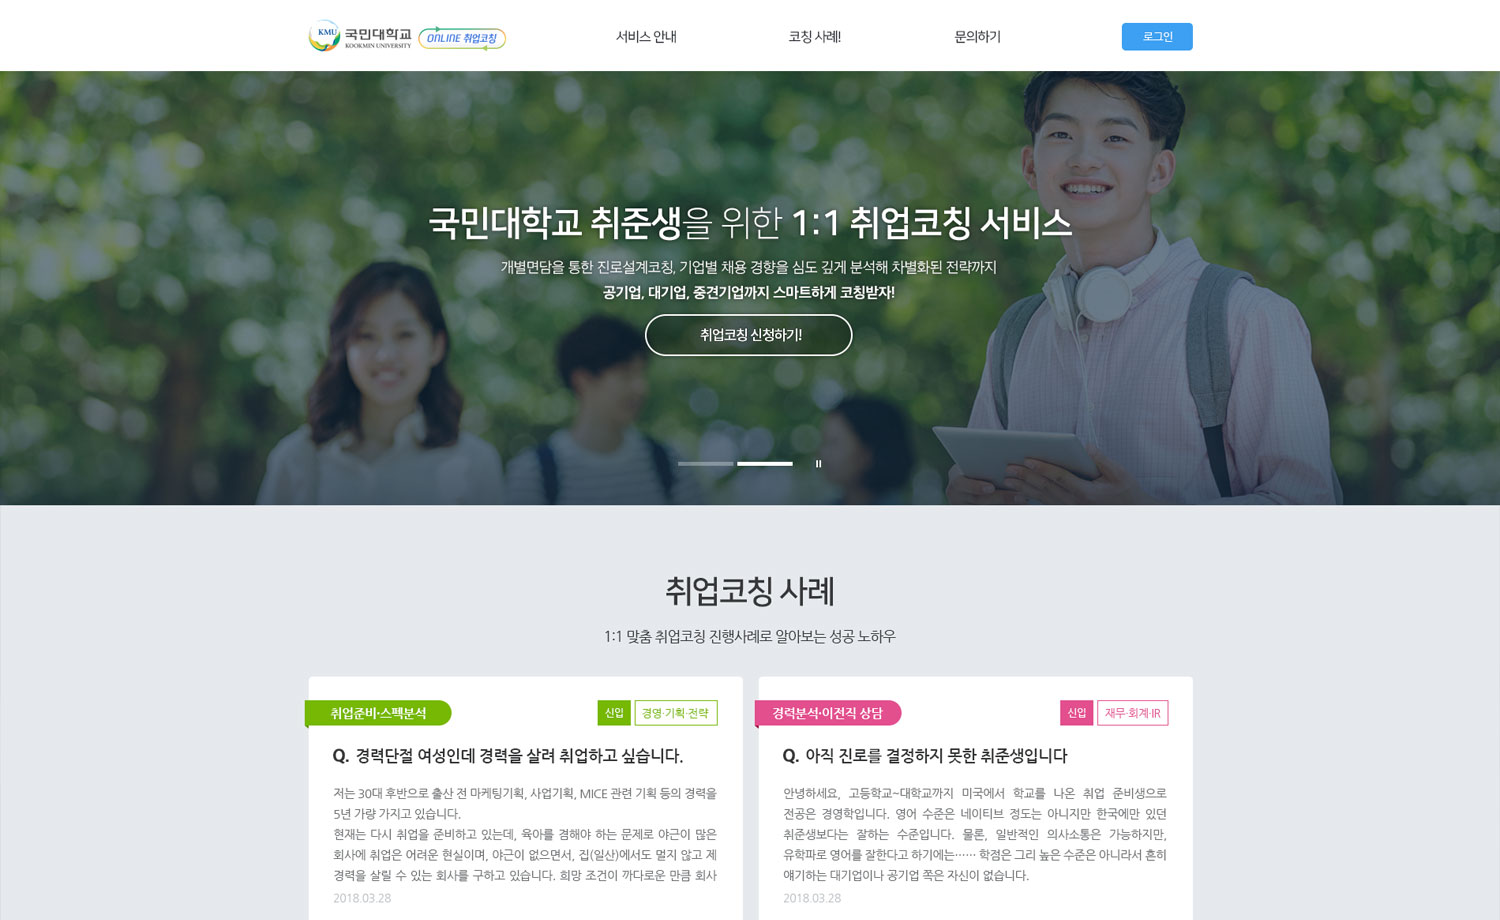 KMU 국민대학교 KOOKMIN UNIVERSITY ONLINE 취업코칭
서비스 안내
코칭 사례!
문의하기
로그인
국민대학교 취준생을 위한 1:1 취업코칭 서비스
개별면담을 통한 진로설계코칭, 기업별 채용 경향을 심도 깊게 분석해 차별화된 전략까지
공기업, 대기업, 중견기업까지 스마트하게 코칭받자!
취업코칭 신청하기!
취업코칭 사례
1:1 맞춤 취업코칭 진행사례로 알아보는 성공 노하우
취업준비·스펙분석
신입
경영·기획·전략
Q. 경력단절 여성인데 경력을 살려 취업하고 싶습니다.
저는 30대 후반으로 출산 전 마케팅기획, 사업기획, MICE 관련 기획 등의 경력을
5년 가량 가지고 있습니다.
현재는 다시 취업을 준비하고 있는데, 육아를 겸해야 하는 문제로 야근이 많은
회사에 취업은 어려운 현실이며, 야근이 없으면서, 집(일산)에서도 멀지 않고 제
경력을 살릴 수 있는 회사를 구하고 있습니다. 희망 조건이 까다로운 만큼 회사
2018.03.28
경력분석·이전직 상담
신입
재무·회계·IR
Q. 아직 진로를 결정하지 못한 취준생입니다
안녕하세요, 고등학교~대학교까지 미국에서 학교를 나온 취업 준비생으로
전공은 경영학입니다. 영어 수준은 네이티브 정도는 아니지만 한국에만 있던
취준생보다는 잘하는 수준입니다. 물론, 일반적인 의사소통은 가능하지만,
유학파로 영어를 잘한다고 하기에는…… 학점은 그리 높은 수준은 아니라서 흔히
얘기하는 대기업이나 공기업 쪽은 자신이 없습니다.
2018.03.28